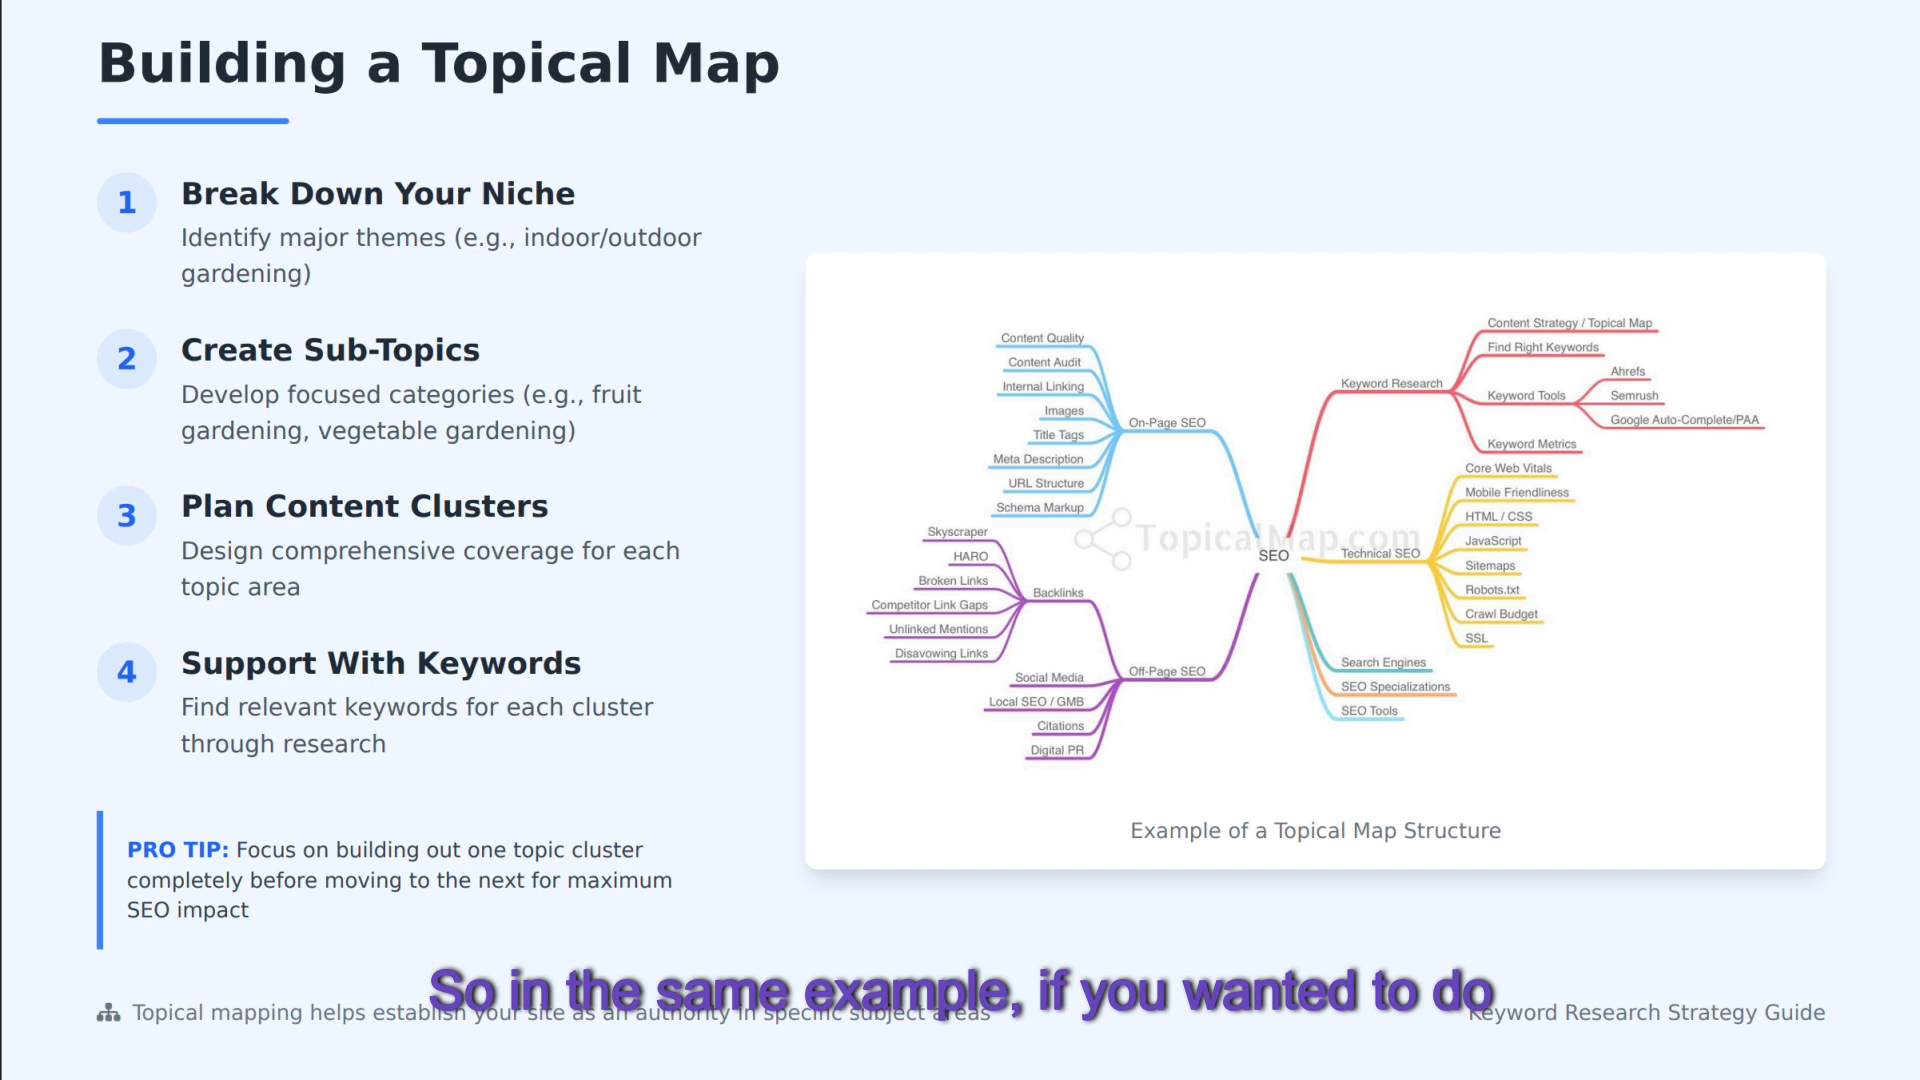 Building a Topical Map
1
Break Down Your Niche
Identify major themes (e.g., indoor/outdoor
gardening)
2
Create Sub-Topics
Develop focused categories (e.g., fruit
gardening, vegetable gardening)
3
Plan Content Clusters
Design comprehensive coverage for each
topic area
4
Support With Keywords
Find relevant keywords for each cluster
through research
PRO TIP: Focus on building out one topic cluster
completely before moving to the next for maximum
SEO impact
Content Quality
Content Audit
Internal Linking
Images
Title Tags
Meta Description
URL Structure
Schema Markup
On-Page SEO
Skyscraper
HARO
Broken Links
Competitor Link Gaps
Unlinked Mentions
Disavowing Links
Backlinks
Social Media
Local SEO / GMB
Citations
Digital PR
Off-Page SEO
TopicalMap.com
SEO
Keyword Research
Content Strategy / Topical Map
Find Right Keywords
Keyword Tools
Ahrefs
Semrush
Google Auto-Complete/PAA
Keyword Metrics
Technical SEO
Core Web Vitals
Mobile Friendliness
HTML / CSS
JavaScript
Sitemaps
Robots.txt
Crawl Budget
SSL
Search Engines
SEO Specializations
SEO Tools
Example of a Topical Map Structure
So in the same example, if you wanted to do
Topical mapping helps establish your site as an authority in specific subject areas
Keyword Research Strategy Guide